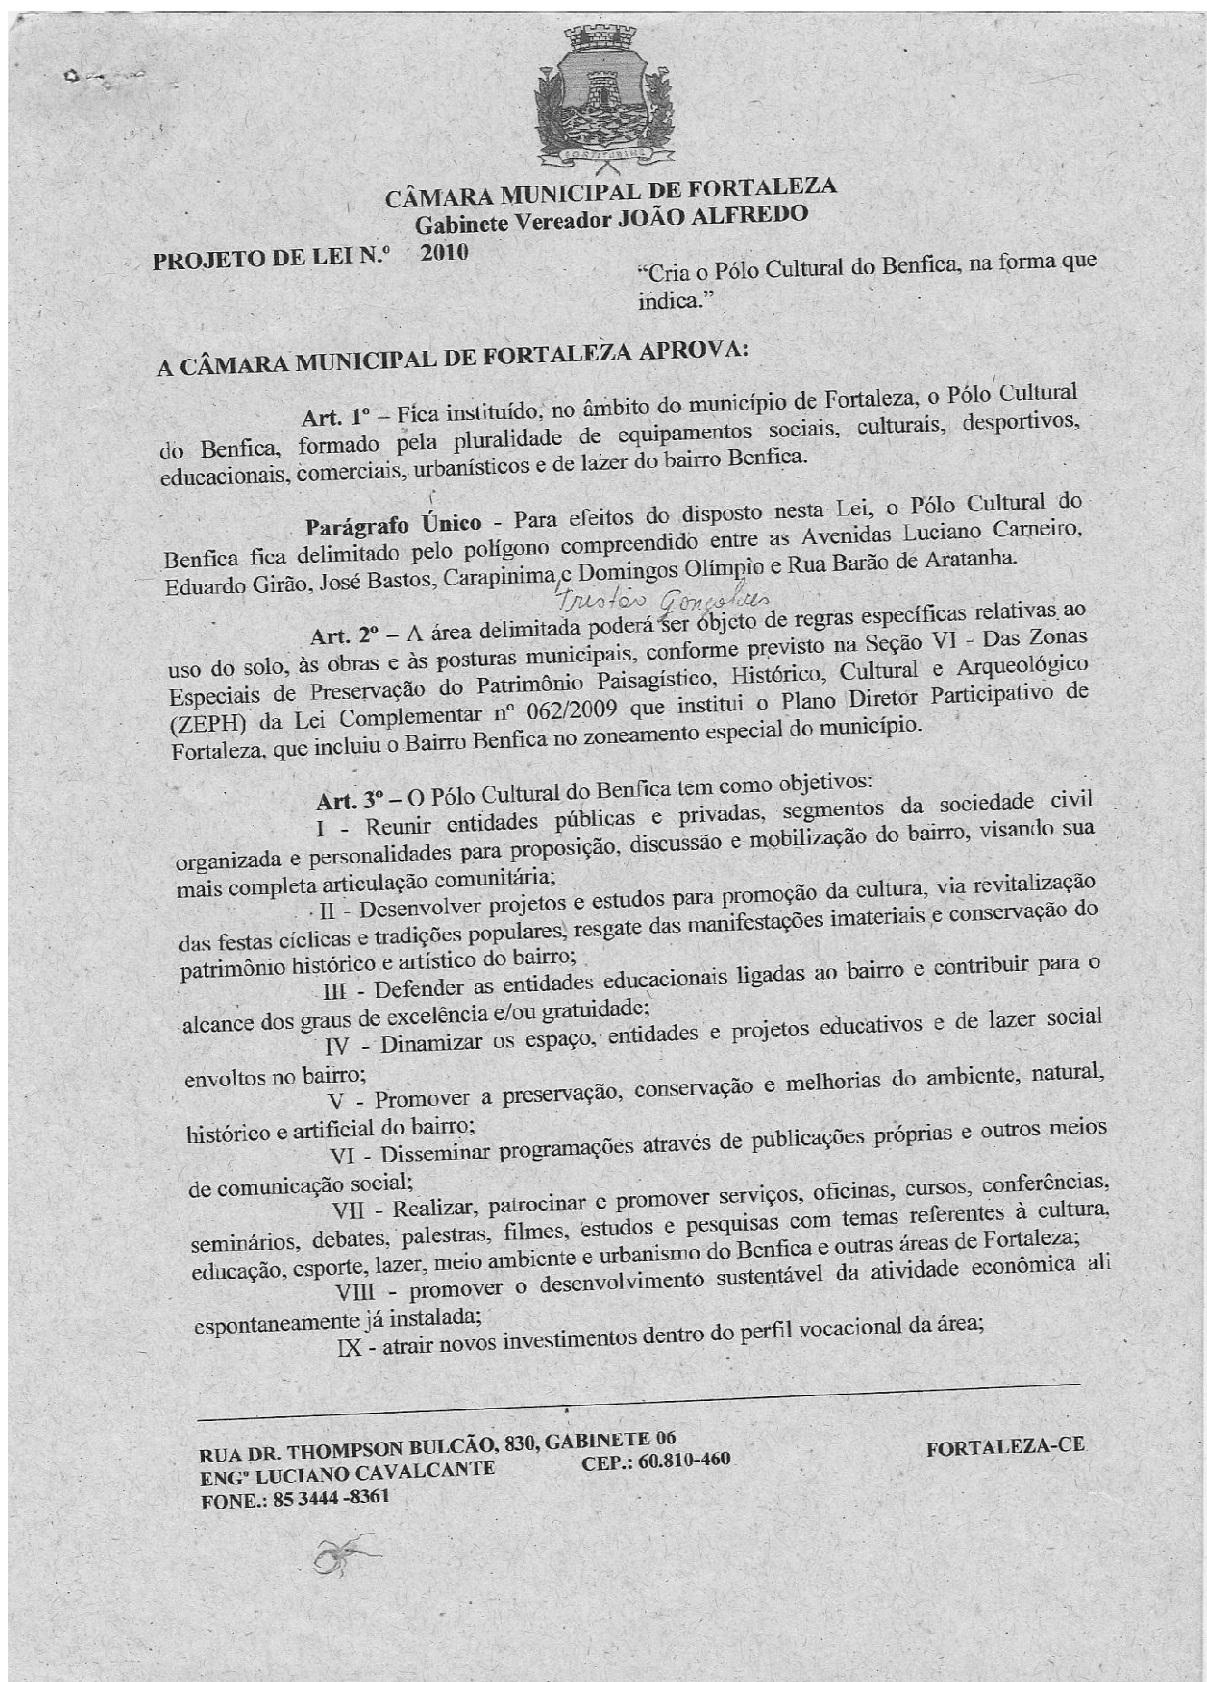 FORTITUDINE
CÂMARA MUNICIPAL DE FORTALEZA
Gabinete Vereador JOÃO ALFREDO
PROJETO DE LEI N.º 2010
“Cria o Pólo Cultural do Benfica, na forma que
indica.”
A CÂMARA MUNICIPAL DE FORTALEZA APROVA:
Art. 1º – Fica instituído, no âmbito do município de Fortaleza, o Pólo Cultural
do Benfica, formado pela pluralidade de equipamentos sociais, culturais, desportivos,
educacionais, comerciais, urbanísticos e de lazer do bairro Benfica.
Parágrafo Único - Para efeitos do disposto nesta Lei, o Pólo Cultural do
Benfica fica delimitado pelo polígono compreendido entre as Avenidas Luciano Carneiro,
Eduardo Girão, José Bastos, Carapinima, e Domingos Olímpio e Rua Barão de Aratanha.
Tristão Gonçalves
Art. 2º – A área delimitada poderá ser objeto de regras específicas relativas ao
uso do solo, às obras e às posturas municipais, conforme previsto na Seção VI - Das Zonas
Especiais de Preservação do Patrimônio Paisagístico, Histórico, Cultural e Arqueológico
(ZEPH) da Lei Complementar nº 062/2009 que institui o Plano Diretor Participativo de
Fortaleza, que incluiu o Bairro Benfica no zoneamento especial do município.
Art. 3º – O Pólo Cultural do Benfica tem como objetivos:
I - Reunir entidades públicas e privadas, segmentos da sociedade civil
organizada e personalidades para proposição, discussão e mobilização do bairro, visando sua
mais completa articulação comunitária;
II - Desenvolver projetos e estudos para promoção da cultura, via revitalização
das festas cíclicas e tradições populares, resgate das manifestações imateriais e conservação do
patrimônio histórico e artístico do bairro;
III - Defender as entidades educacionais ligadas ao bairro e contribuir para o
alcance dos graus de excelência e/ou gratuidade;
IV - Dinamizar os espaço, entidades e projetos educativos e de lazer social
envoltos no bairro;
V - Promover a preservação, conservação e melhorias do ambiente, natural,
histórico e artificial do bairro;
VI - Disseminar programações através de publicações próprias e outros meios
de comunicação social;
VII - Realizar, patrocinar e promover serviços, oficinas, cursos, conferências,
seminários, debates, palestras, filmes, estudos e pesquisas com temas referentes à cultura,
educação, esporte, lazer, meio ambiente e urbanismo do Benfica e outras áreas de Fortaleza;
VIII - promover o desenvolvimento sustentável da atividade econômica ali
espontaneamente já instalada;
IX - atrair novos investimentos dentro do perfil vocacional da área;
RUA DR. THOMPSON BULCÃO, 830, GABINETE 06
ENGº LUCIANO CAVALCANTE CEP.: 60.810-460 FORTALEZA-CE
FONE.: 85 3444 -8361